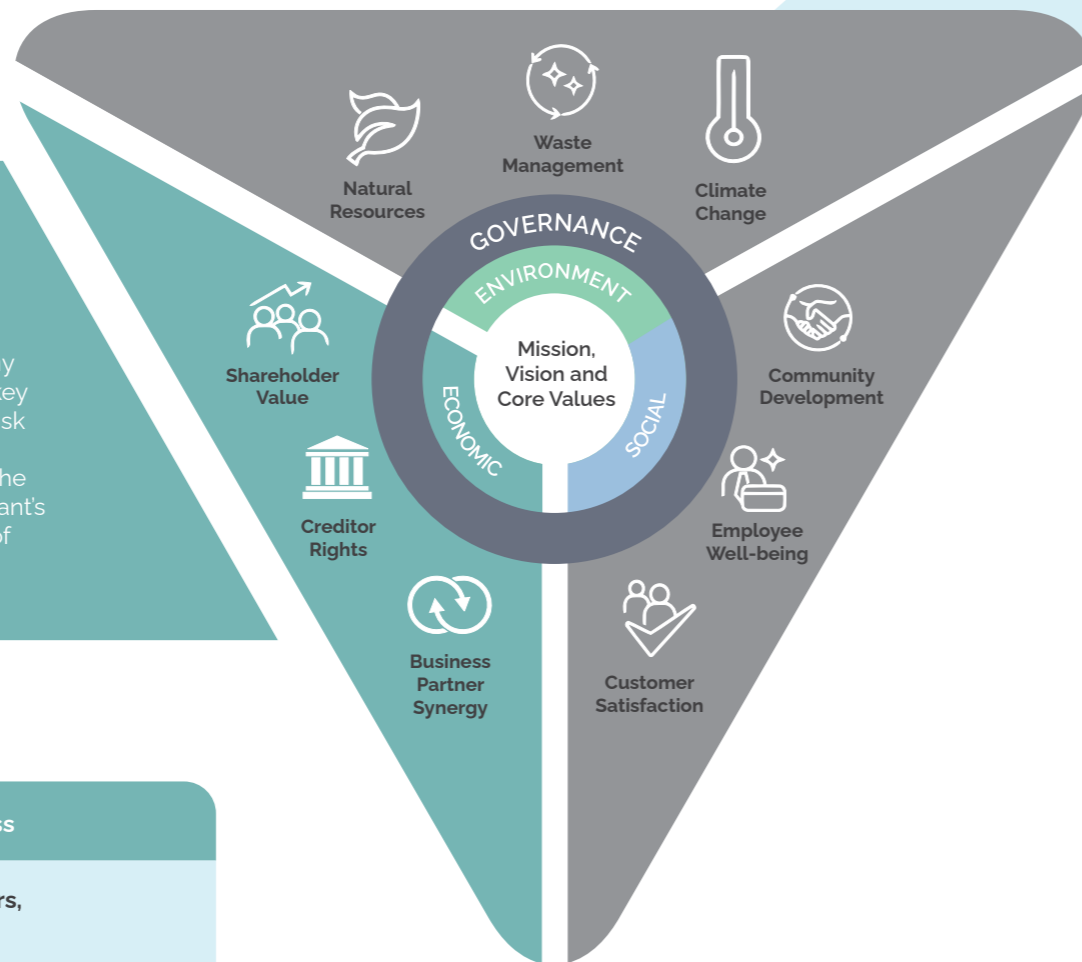 Natural
Resources
Waste
Management
Climate
Change
GOVERNANCE
ENVIRONMENT
ECONOMIC
SOCIAL
Mission,
Vision and
Core Values
Shareholder
Value
Creditor
Rights
Business
Partner
Synergy
Community
Development
Employee
Well-being
Customer
Satisfaction